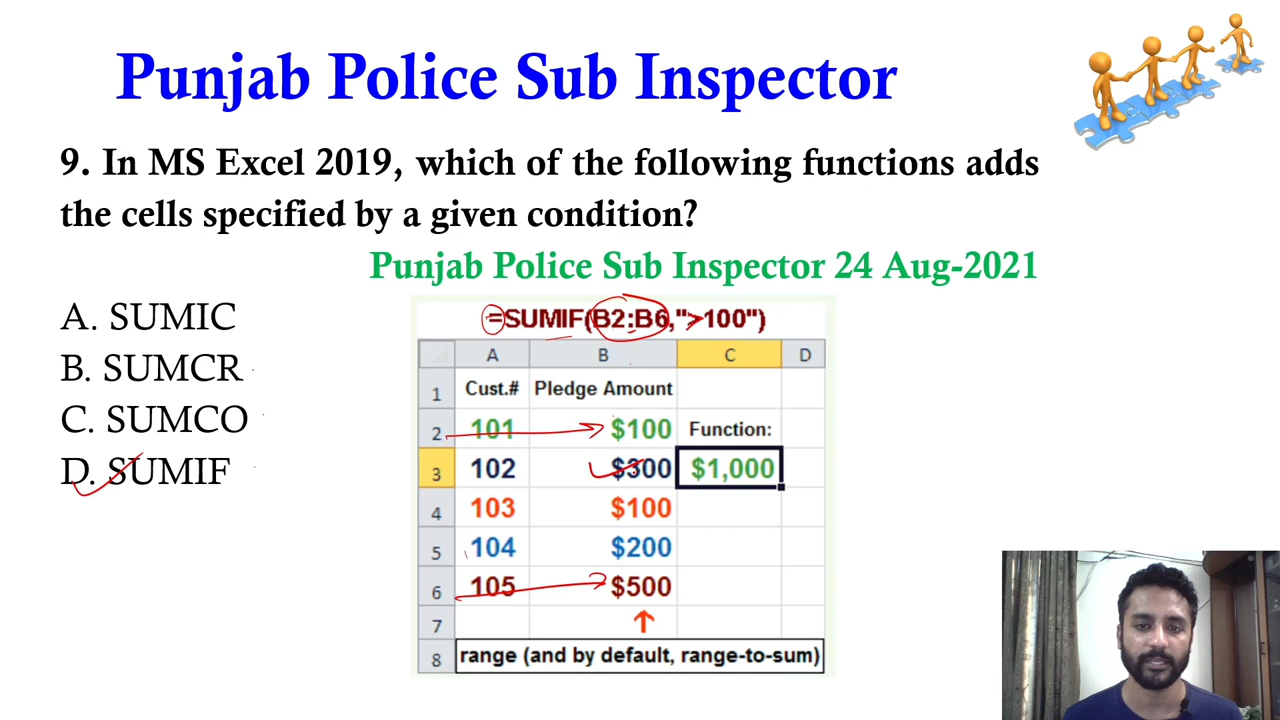 Punjab Police Sub Inspector
9. In MS Excel 2019, which of the following functions adds
the cells specified by a given condition?
Punjab Police Sub Inspector 24 Aug-2021
A. SUMIC
B. SUMCR
C. SUMCO
D. SUMIF
=SUMIF(B2:B6,">100")
A B C D
1 Cust.# Pledge Amount
2 101 $100 Function:
3 102 $300 $1,000
4 103 $100
5 104 $200
6 105 $500
7
8 range (and by default, range-to-sum)